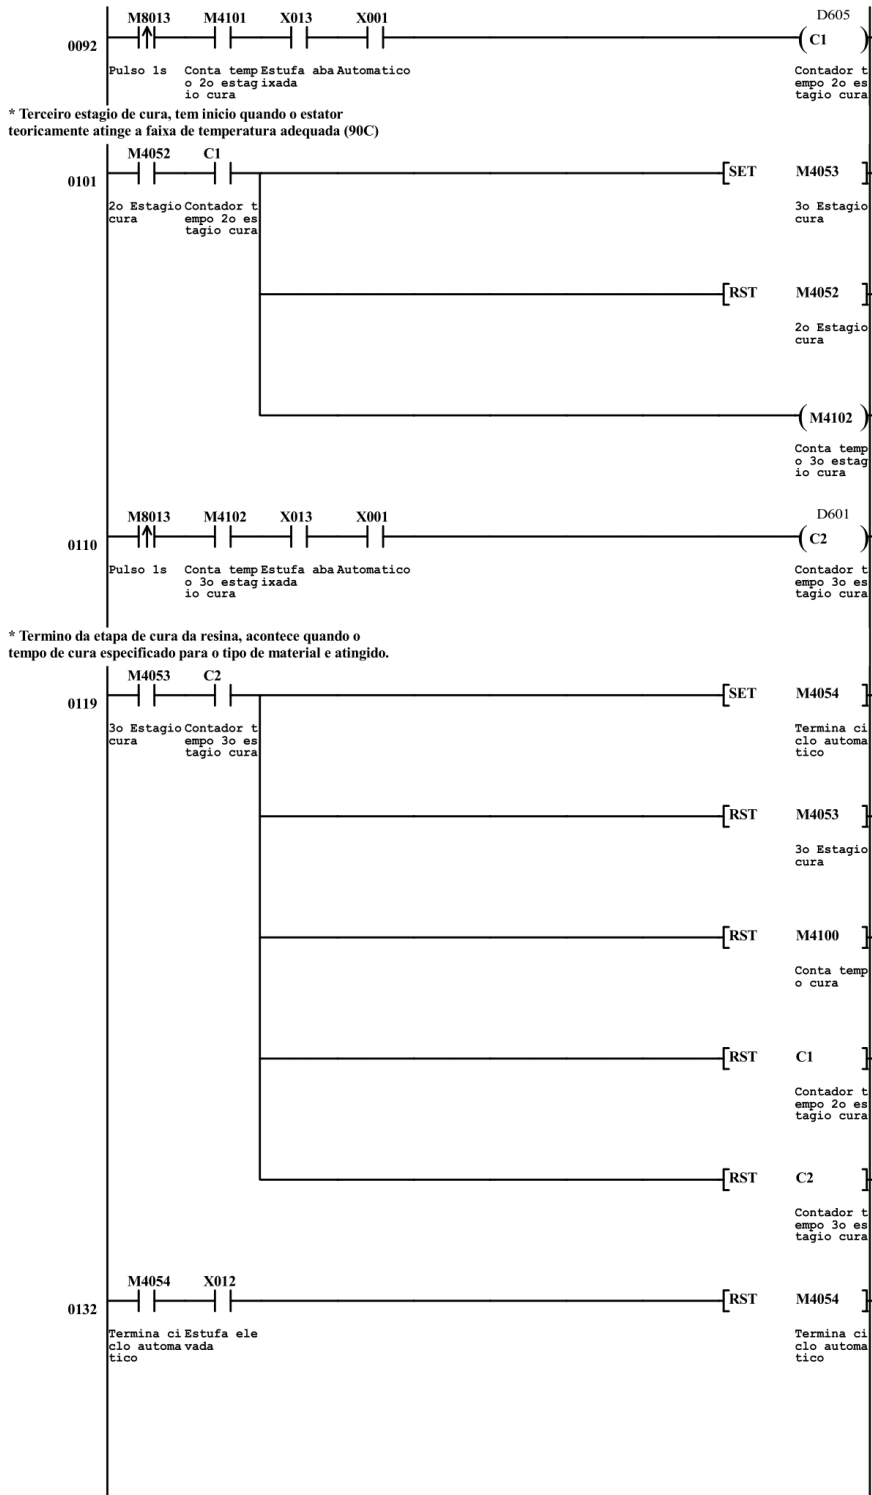 D605
M8013 M4101 X013 X001
0092 C1
Pulso 1s Conta temp Estufa aba Automatico Contador t
o 2o estag ixada empo 2o es
io cura tagio cura
* Terceiro estagio de cura, tem inicio quando o estator
teoricamente atinge a faixa de temperatura adequada (90C)
M4052 C1
0101 [SET M4053 ]
2o Estagio Contador t 3o Estagio
cura empo 2o es cura
tagio cura
[RST M4052 ]
2o Estagio
cura
( M4102 )
Conta temp
o 3o estag
io cura
D601
M8013 M4102 X013 X001
0110 ( C2 )
Pulso 1s Conta temp Estufa aba Automatico Contador t
o 3o estag ixada empo 3o es
io cura tagio cura
* Termino da etapa de cura da resina, acontece quando o
tempo de cura especificado para o tipo de material e atingido.
M4053 C2
0119 [SET M4054 ]
3o Estagio Contador t Termina ci
cura empo 3o es clo automa
tagio cura tico
[RST M4053 ]
3o Estagio
cura
[RST M4100 ]
Conta temp
o cura
[RST C1 ]
Contador t
empo 2o es
tagio cura
[RST C2 ]
Contador t
empo 3o es
tagio cura
M4054 X012
0132 [RST M4054 ]
Termina ci Estufa ele Termina ci
clo automa vada clo automa
tico tico